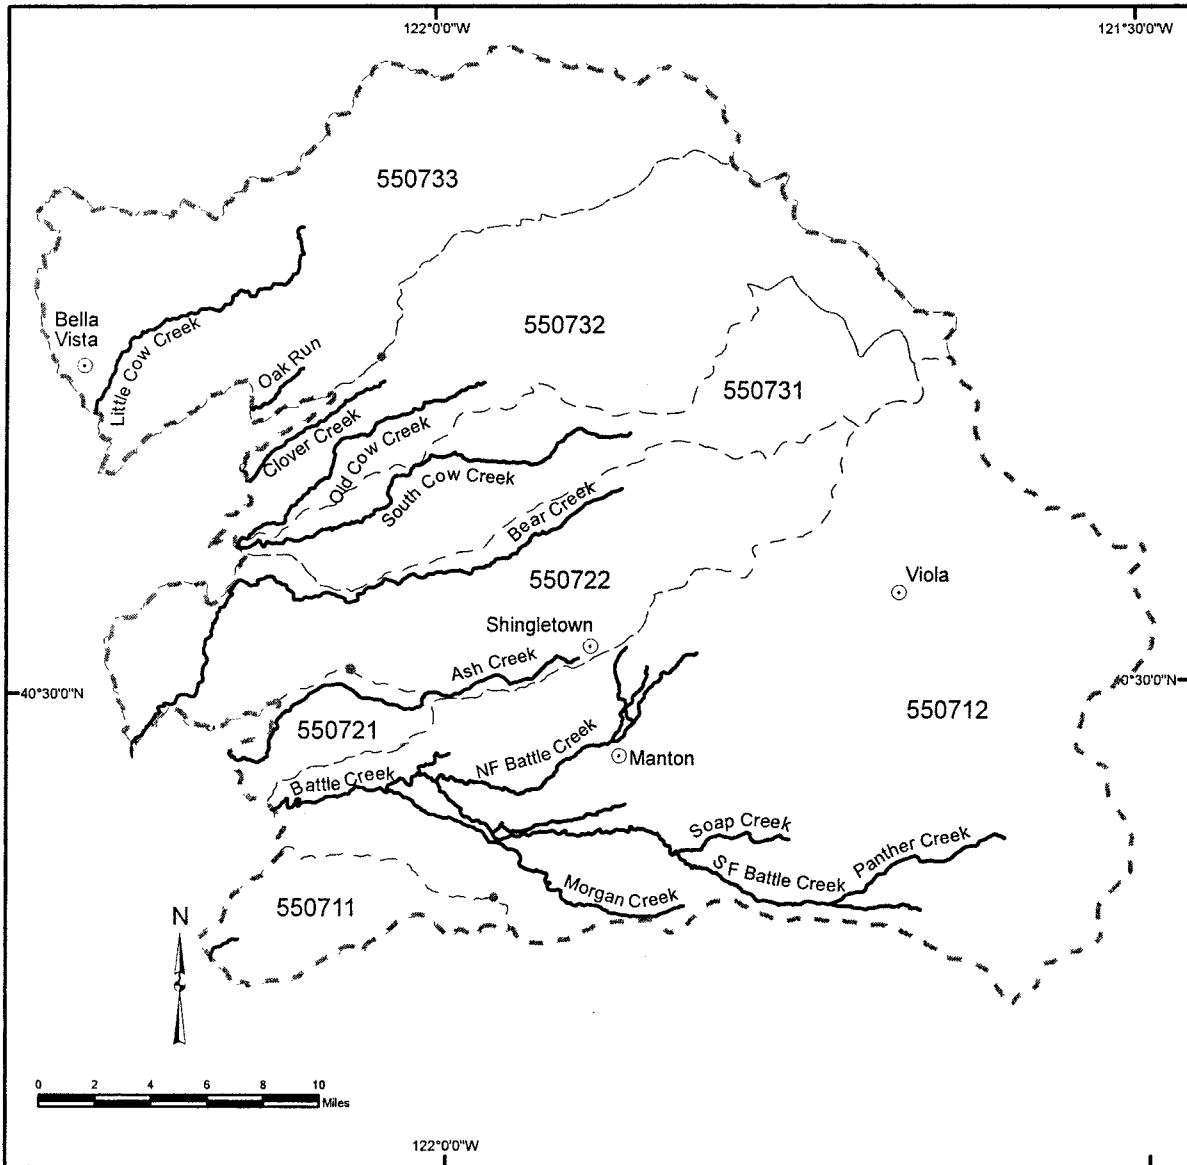 122°0'0"W
121°30'0"W
550733
Bella
Vista
Little Cow Creek
Oak Run
550732
550731
Clover Creek
Old Cow Creek
South Cow Creek
Bear Creek
550722
Viola
Shingletown
Ash Creek
40°30'0"N
0°30'0"N
550712
550721
NF Battle Creek
Manton
Battle Creek
Soap Creek
Panther Creek
SF Battle Creek
Morgan Creek
550711
N
0 2 4 6 8 10
Miles
122°0'0"W